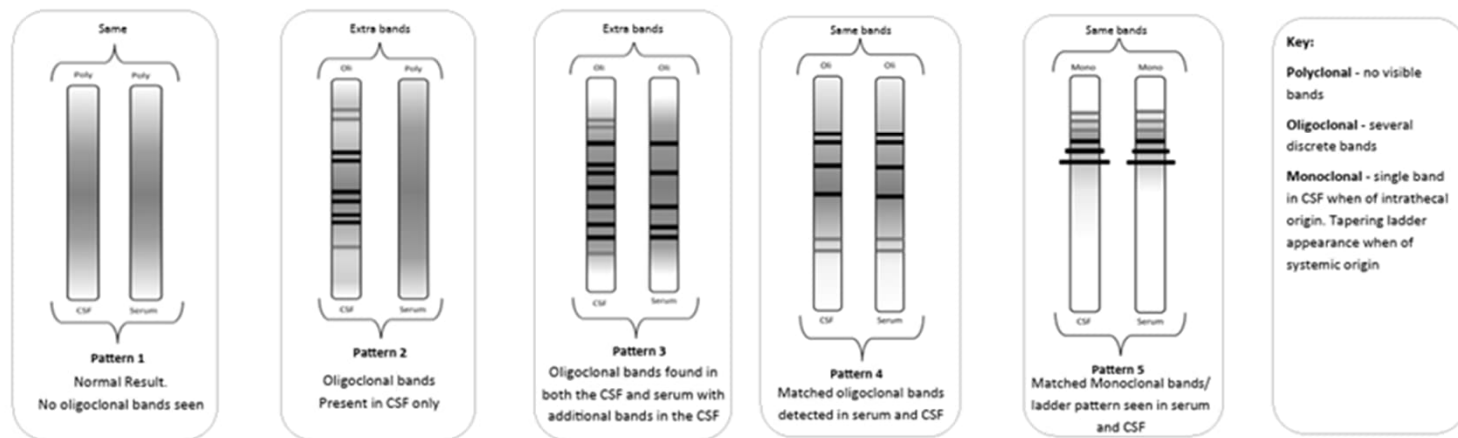 Same
Poly Poly
CSF Serum
Pattern 1
Normal Result.
No oligoclonal bands seen
Extra bands
Oli Poly
CSF Serum
Pattern 2
Oligoclonal bands
Present in CSF only
Extra bands
Oli Oli
CSF Serum
Pattern 3
Oligoclonal bands found in
both the CSF and serum with
additional bands in the CSF
Same bands
Oli Oli
CSF Serum
Pattern 4
Matched oligoclonal bands
detected in serum and CSF
Same bands
Mono Mono
CSF Serum
Pattern 5
Matched Monoclonal bands/
ladder pattern seen in serum
and CSF
Key:
Polyclonal - no visible
bands
Oligoclonal - several
discrete bands
Monoclonal - single band
in CSF when of intrathecal
origin. Tapering ladder
appearance when of
systemic origin